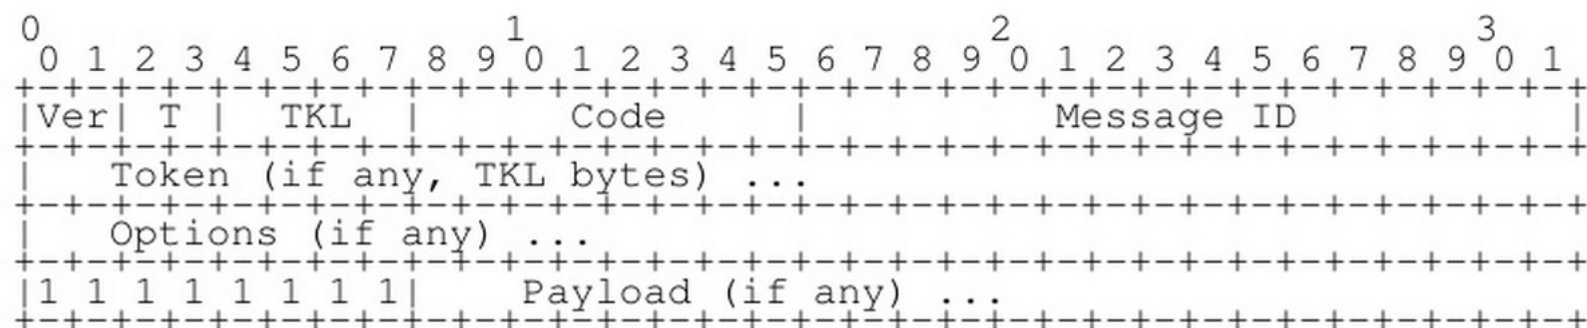 0                   1                   2                   3
 0 1 2 3 4 5 6 7 8 9 0 1 2 3 4 5 6 7 8 9 0 1 2 3 4 5 6 7 8 9 0 1
+-+-+-+-+-+-+-+-+-+-+-+-+-+-+-+-+-+-+-+-+-+-+-+-+-+-+-+-+-+-+-+-+
|Ver| T |  TKL  |      Code     |          Message ID           |
+-+-+-+-+-+-+-+-+-+-+-+-+-+-+-+-+-+-+-+-+-+-+-+-+-+-+-+-+-+-+-+-+
|   Token (if any, TKL bytes) ...
+-+-+-+-+-+-+-+-+-+-+-+-+-+-+-+-+-+-+-+-+-+-+-+-+-+-+-+-+-+-+-+-+
|   Options (if any) ...
+-+-+-+-+-+-+-+-+-+-+-+-+-+-+-+-+-+-+-+-+-+-+-+-+-+-+-+-+-+-+-+-+
|1 1 1 1 1 1 1 1|    Payload (if any) ...
+-+-+-+-+-+-+-+-+-+-+-+-+-+-+-+-+-+-+-+-+-+-+-+-+-+-+-+-+-+-+-+-+